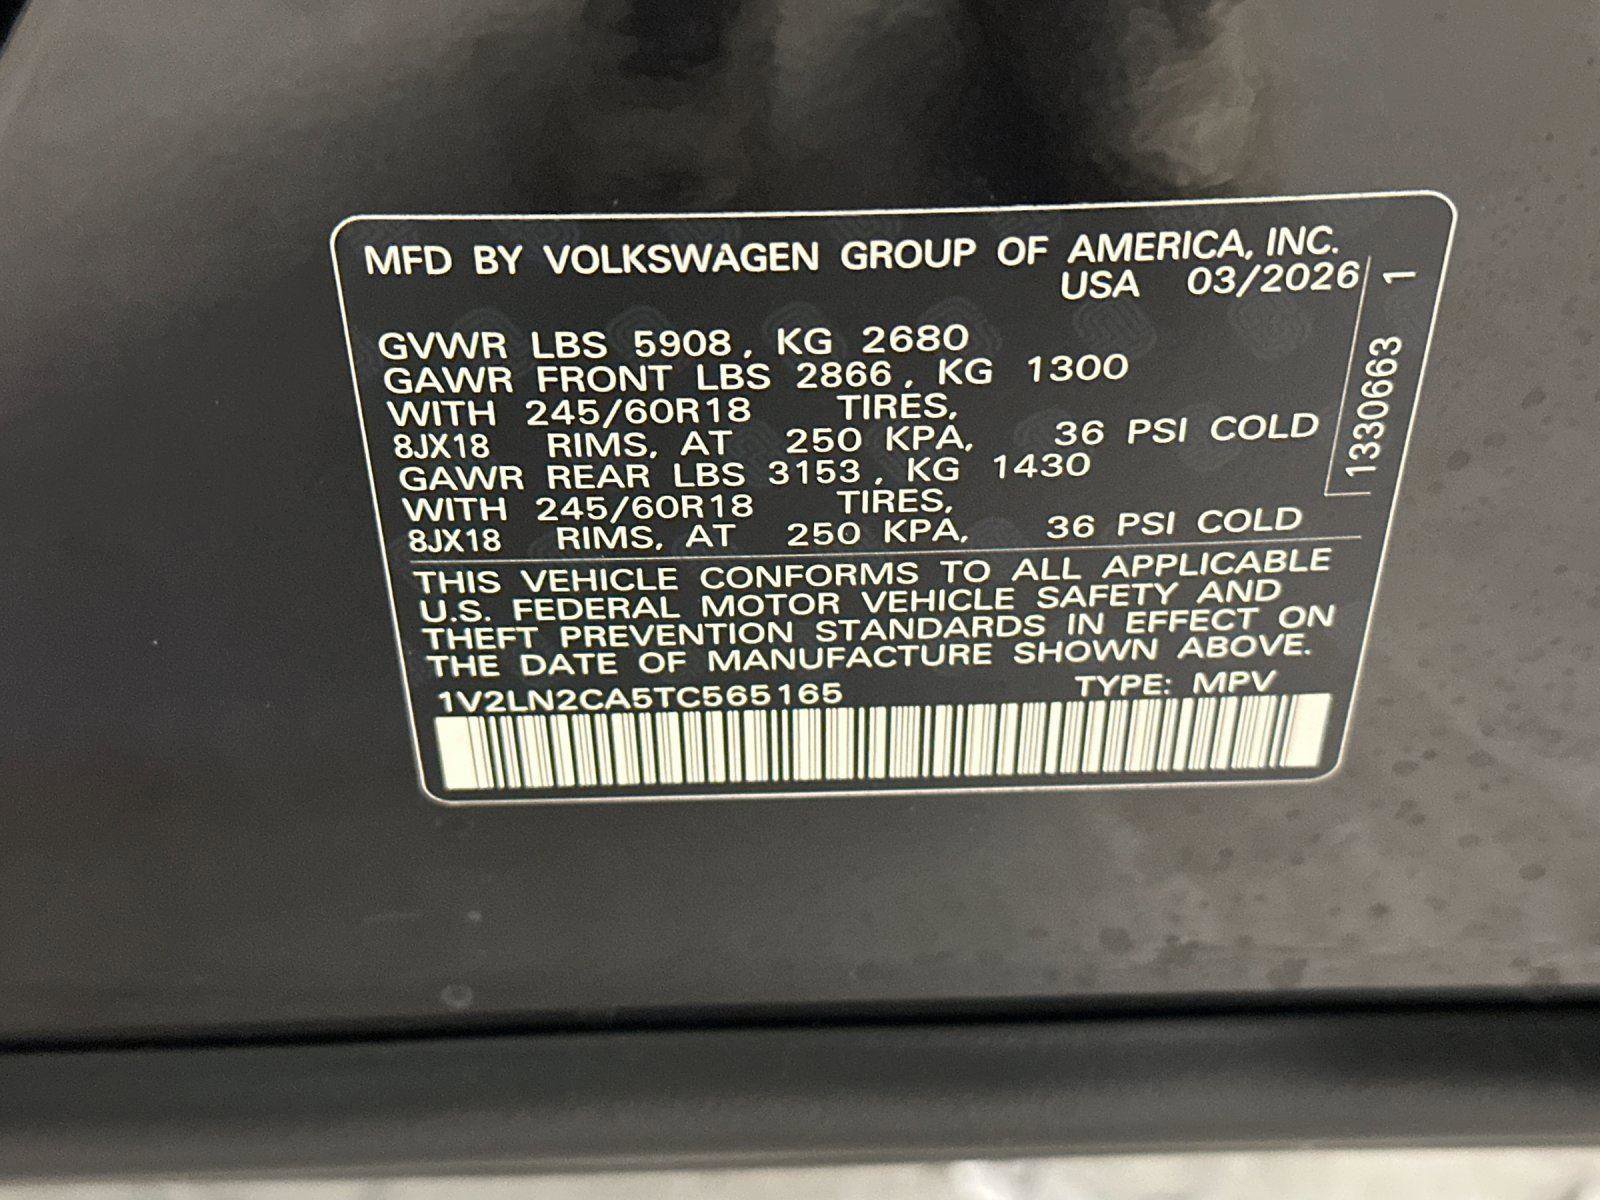 MFD BY VOLKSWAGEN GROUP OF AMERICA, INC.
USA 03/2026
GVWR LBS 5908, KG 2680
GAWR FRONT LBS 2866, KG 1300
WITH 245/60R18 TIRES,
8JX18 RIMS, AT 250 KPA, 36 PSI COLD
GAWR REAR LBS 3153, KG 1430
WITH 245/60R18 TIRES,
8JX18 RIMS, AT 250 KPA, 36 PSI COLD
1330663 1
THIS VEHICLE CONFORMS TO ALL APPLICABLE
U.S. FEDERAL MOTOR VEHICLE SAFETY AND
THEFT PREVENTION STANDARDS IN EFFECT ON
THE DATE OF MANUFACTURE SHOWN ABOVE.
1V2LN2CA5TC565165 TYPE: MPV